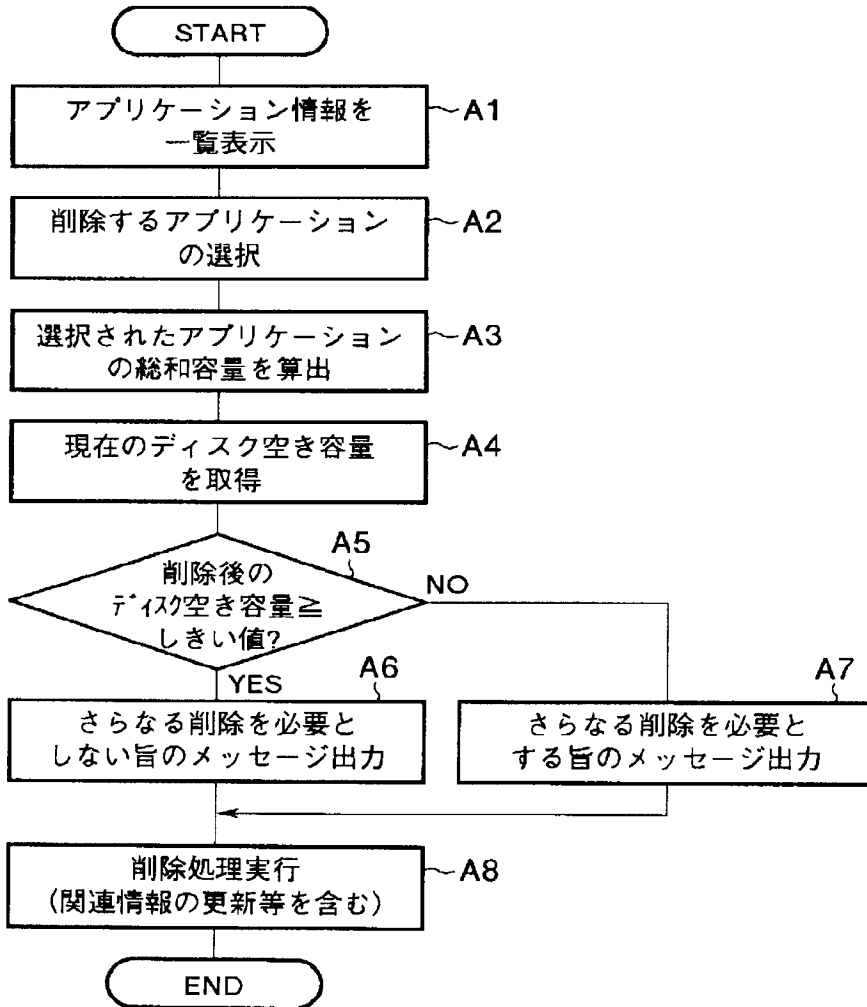 START
アプリケーション情報を
一覧表示
A1
削除するアプリケーション
の選択
A2
選択されたアプリケーション
の総和容量を算出
A3
現在のディスク空き容量
を取得
A4
A5
削除後の
ディスク空き容量≧
しきい値?
NO
YES
A6
さらなる削除を必要と
しない旨のメッセージ出力
A7
さらなる削除を必要と
する旨のメッセージ出力
削除処理実行
(関連情報の更新等を含む)
A8
END